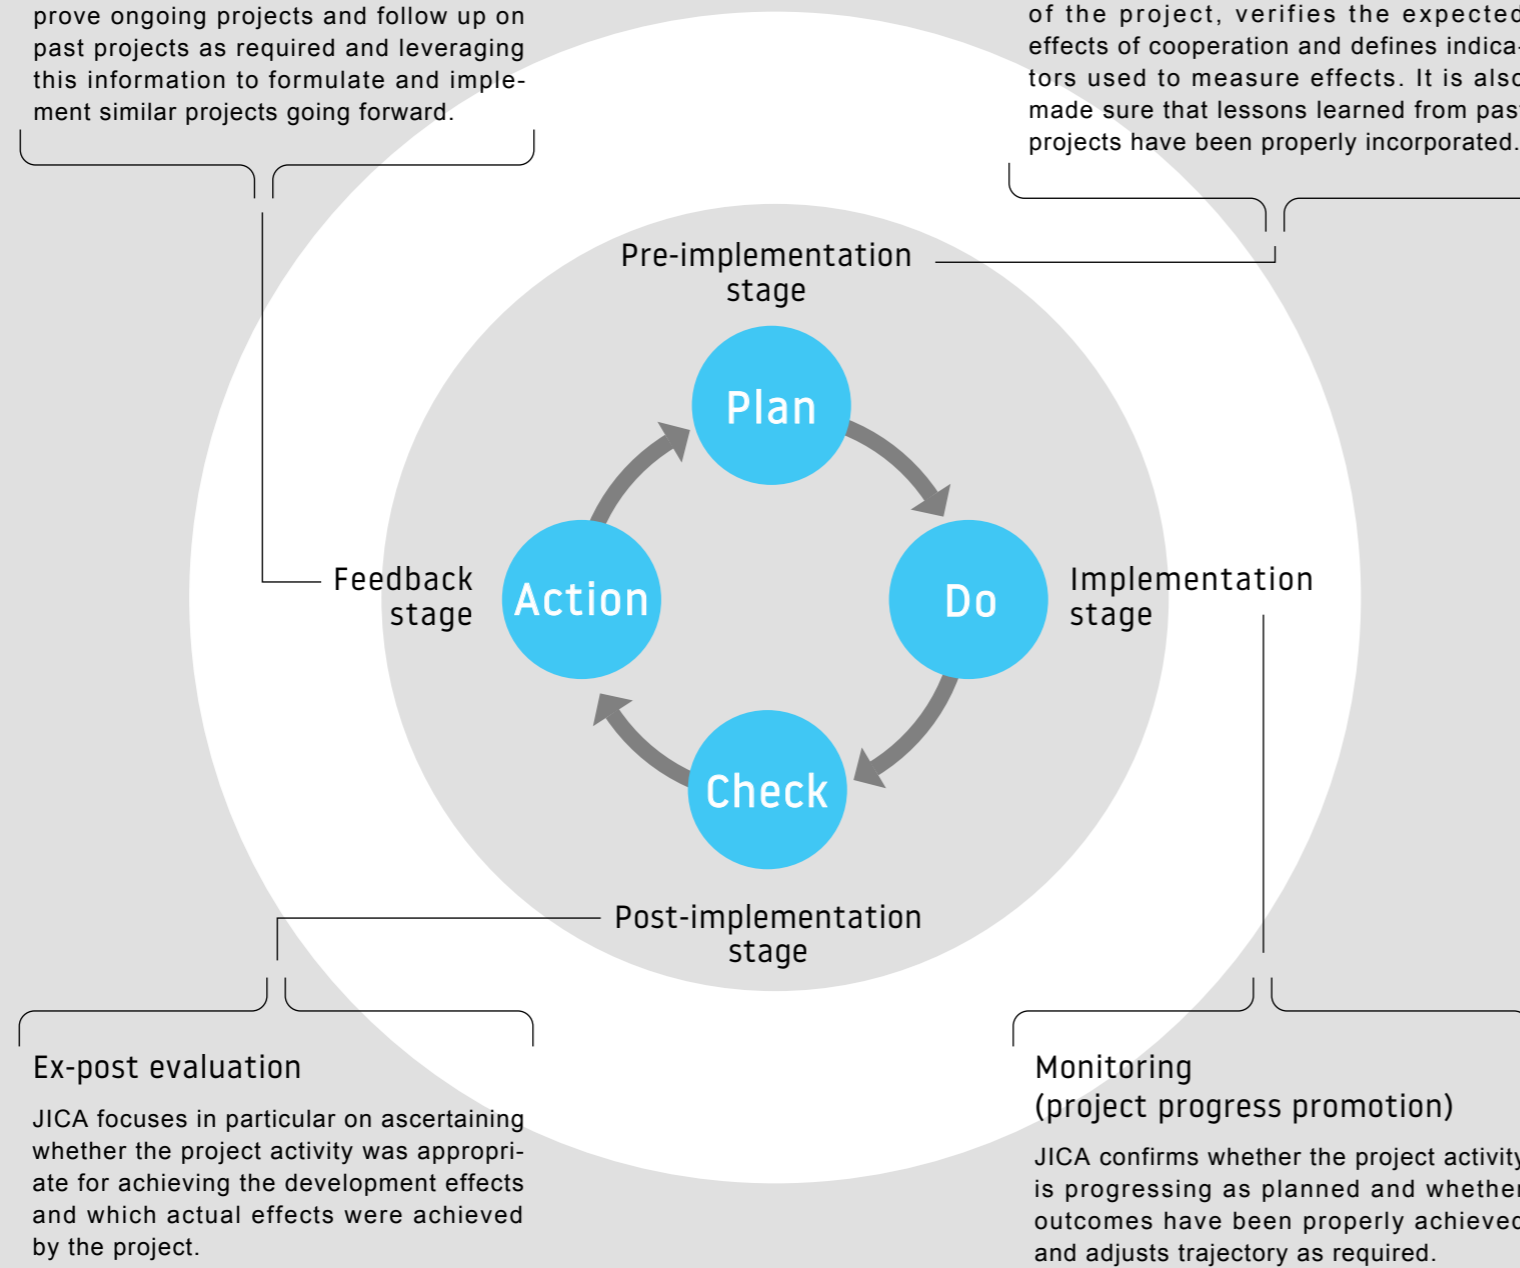 prove ongoing projects and follow up on
past projects as required and leveraging
this information to formulate and imple-
ment similar projects going forward.
of the project, verifies the expected
effects of cooperation and defines indica-
tors used to measure effects. It is also
made sure that lessons learned from past
projects have been properly incorporated.
Pre-implementation
stage
Plan
Feedback
stage
Action
Do
Implementation
stage
Check
Post-implementation
stage
Ex-post evaluation
JICA focuses in particular on ascertaining
whether the project activity was appropri-
ate for achieving the development effects
and which actual effects were achieved
by the project.
Monitoring
(project progress promotion)
JICA confirms whether the project activity
is progressing as planned and whether
outcomes have been properly achieved
and adjusts trajectory as required.